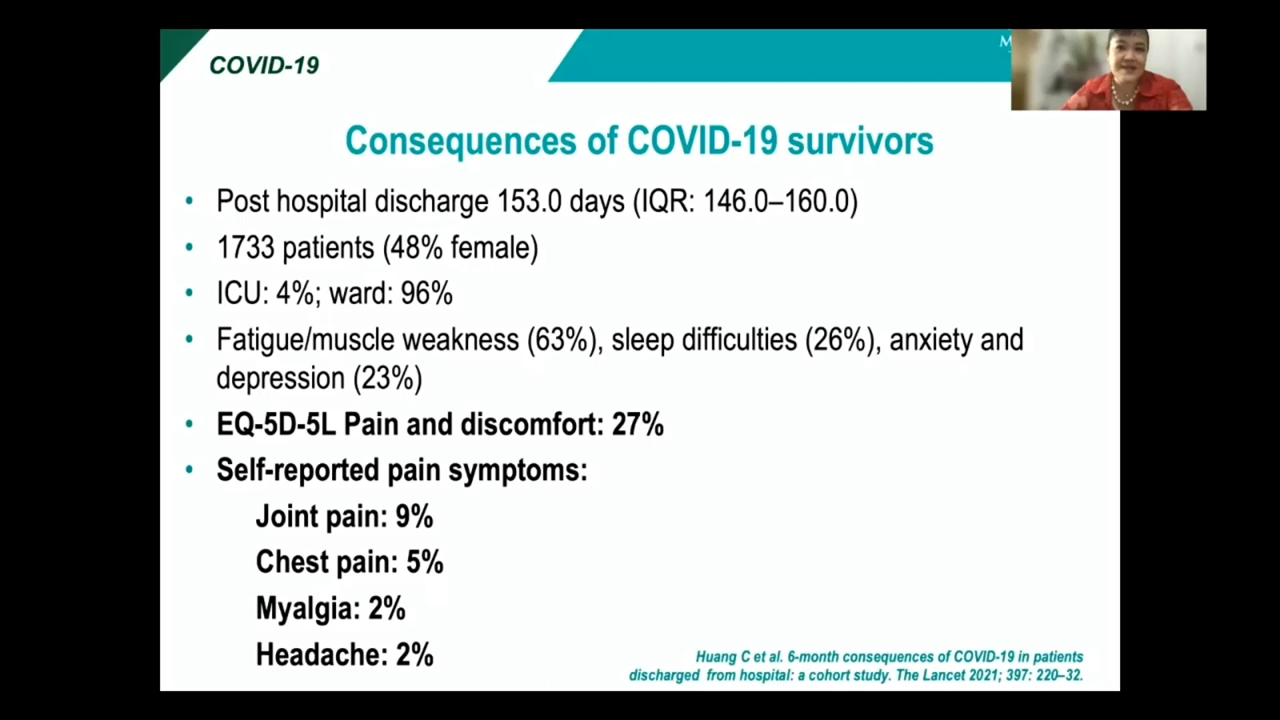 COVID-19
M
Consequences of COVID-19 survivors
• Post hospital discharge 153.0 days (IQR: 146.0–160.0)
• 1733 patients (48% female)
• ICU: 4%; ward: 96%
• Fatigue/muscle weakness (63%), sleep difficulties (26%), anxiety and
depression (23%)
• EQ-5D-5L Pain and discomfort: 27%
• Self-reported pain symptoms:
Joint pain: 9%
Chest pain: 5%
Myalgia: 2%
Headache: 2%
Huang C et al. 6-month consequences of COVID-19 in patients
discharged from hospital: a cohort study. The Lancet 2021; 397: 220–32.